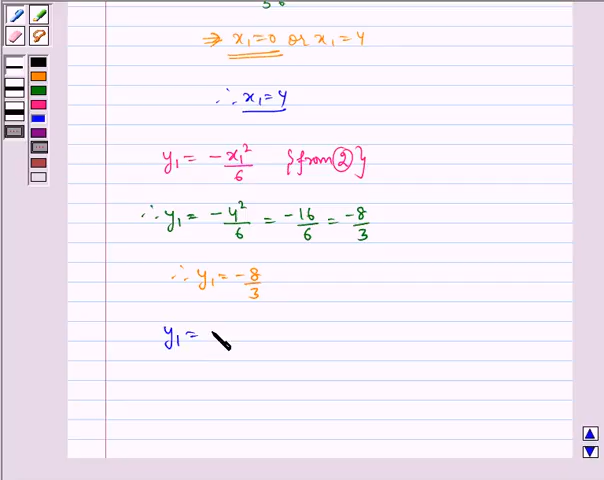 ⇒ x₁=0 or x₁=4
∴ x₁=4
y₁ = -x₁²/6 {from ②}
∴ y₁ = -4²/6 = -16/6 = -8/3
∴ y₁ = -8/3
y₁ =